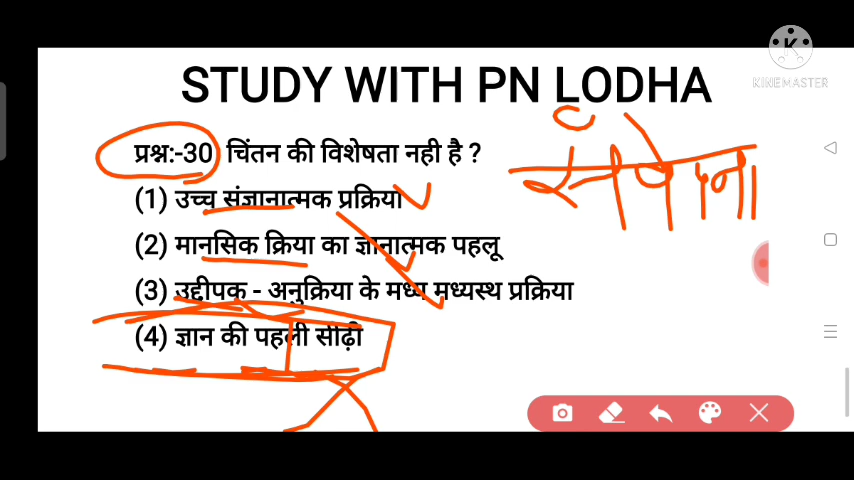 KINEMASTER
STUDY WITH PN LODHA
प्रश्न:-30 चिंतन की विशेषता नही है ?
(1) उच्च संज्ञानात्मक प्रक्रिया
(2) मानसिक क्रिया का ज्ञानात्मक पहलू
(3) उद्दीपक - अनुक्रिया के मध्य मध्यस्थ प्रक्रिया
(4) ज्ञान की पहली सीढ़ी